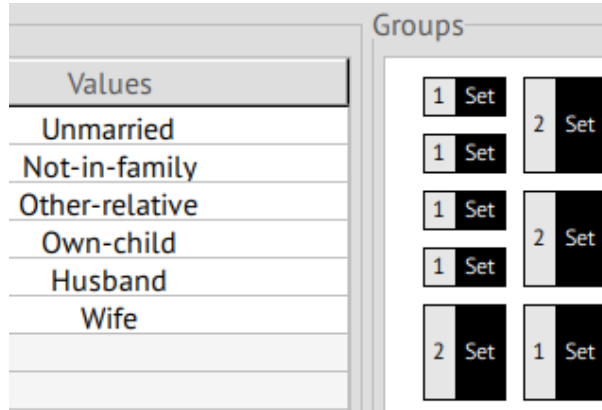 Groups
Values
Unmarried
Not-in-family
Other-relative
Own-child
Husband
Wife
1 Set
1 Set
2 Set
1 Set
1 Set
2 Set
2 Set
1 Set